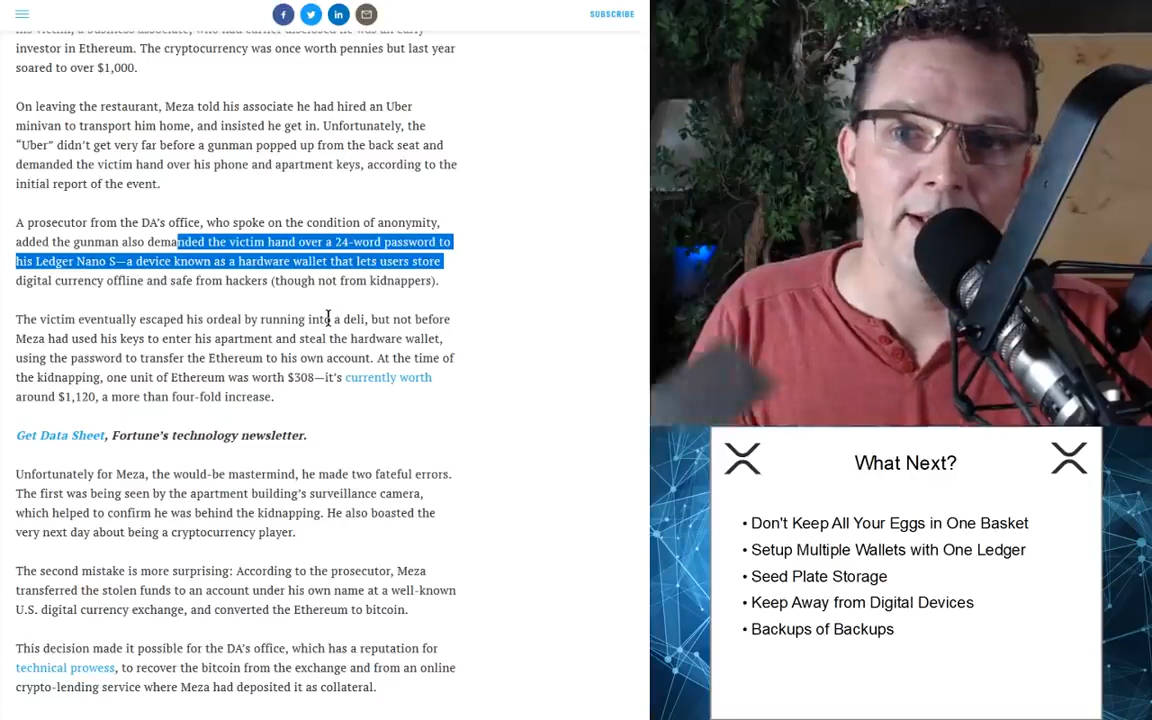 SUBSCRIBE
his victim, a business associate, who had earlier disclosed he was an early
investor in Ethereum. The cryptocurrency was once worth pennies but last year
soared to over $1,000.
On leaving the restaurant, Meza told his associate he had hired an Uber
minivan to transport him home, and insisted he get in. Unfortunately, the
“Uber” didn’t get very far before a gunman popped up from the back seat and
demanded the victim hand over his phone and apartment keys, according to the
initial report of the event.
A prosecutor from the DA’s office, who spoke on the condition of anonymity,
added the gunman also demanded the victim hand over a 24-word password to
his Ledger Nano S—a device known as a hardware wallet that lets users store
digital currency offline and safe from hackers (though not from kidnappers).
The victim eventually escaped his ordeal by running into a deli, but not before
Meza had used his keys to enter his apartment and steal the hardware wallet,
using the password to transfer the Ethereum to his own account. At the time of
the kidnapping, one unit of Ethereum was worth $308—it’s currently worth
around $1,120, a more than four-fold increase.
Get Data Sheet, Fortune’s technology newsletter.
Unfortunately for Meza, the would-be mastermind, he made two fateful errors.
The first was being seen by the apartment building’s surveillance camera,
which helped to confirm he was behind the kidnapping. He also boasted the
very next day about being a cryptocurrency player.
The second mistake is more surprising: According to the prosecutor, Meza
transferred the stolen funds to an account under his own name at a well-known
U.S. digital currency exchange, and converted the Ethereum to bitcoin.
This decision made it possible for the DA’s office, which has a reputation for
technical prowess, to recover the bitcoin from the exchange and from an online
crypto-lending service where Meza had deposited it as collateral.
What Next?
• Don't Keep All Your Eggs in One Basket
• Setup Multiple Wallets with One Ledger
• Seed Plate Storage
• Keep Away from Digital Devices
• Backups of Backups